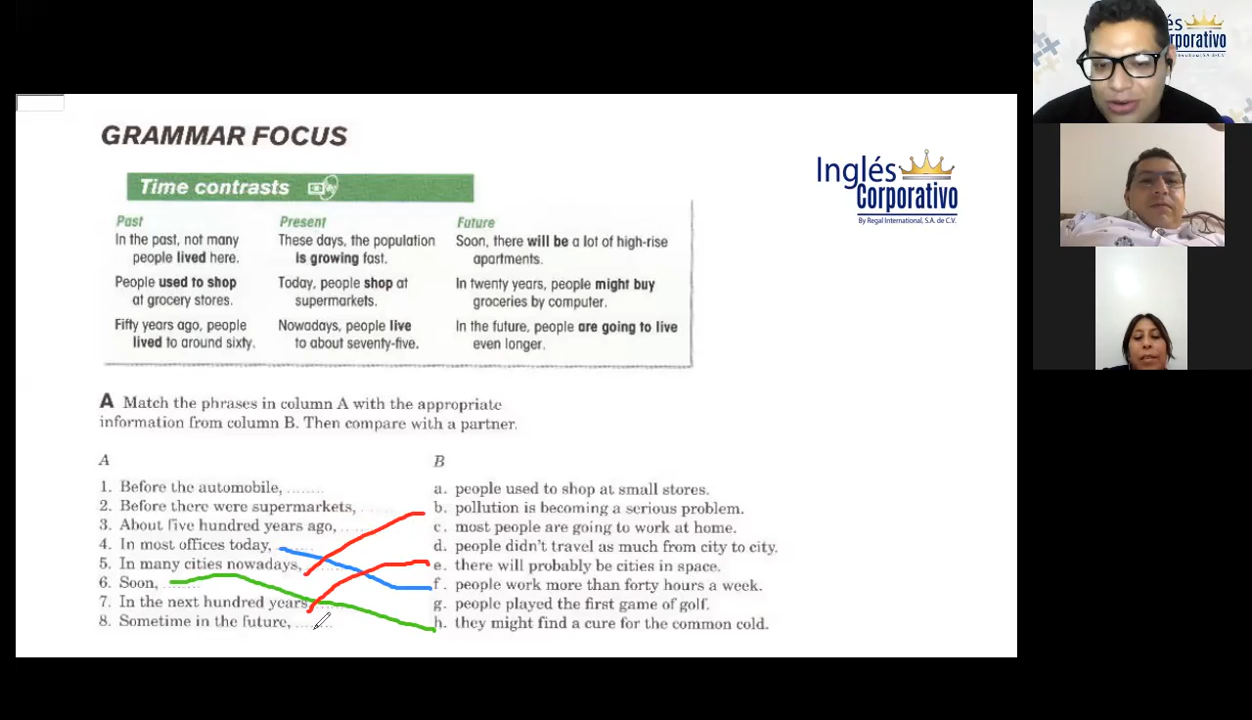 GRAMMAR FOCUS
Time contrasts
Past
In the past, not many
people lived here.
People used to shop
at grocery stores.
Fifty years ago, people
lived to around sixty.
Present
These days, the population
is growing fast.
Today, people shop at
supermarkets.
Nowadays, people live
to about seventy-five.
Future
Soon, there will be a lot of high-rise
apartments.
In twenty years, people might buy
groceries by computer.
In the future, people are going to live
even longer.
Inglés
Corporativo
By Regal International, S.A. de C.V.
A Match the phrases in column A with the appropriate
information from column B. Then compare with a partner.
A
1. Before the automobile, ........
2. Before there were supermarkets, ........
3. About five hundred years ago, ........
4. In most offices today, ........
5. In many cities nowadays, ........
6. Soon, ........
7. In the next hundred years, ........
8. Sometime in the future, ........
B
a. people used to shop at small stores.
b. pollution is becoming a serious problem.
c. most people are going to work at home.
d. people didn't travel as much from city to city.
e. there will probably be cities in space.
f. people work more than forty hours a week.
g. people played the first game of golf.
h. they might find a cure for the common cold.
és
rporativo